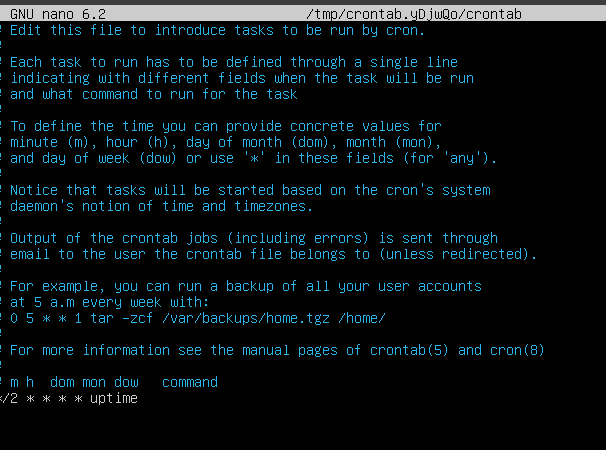 GNU nano 6.2 /tmp/crontab.yDjwQo/crontab
# Edit this file to introduce tasks to be run by cron.
#
# Each task to run has to be defined through a single line
# indicating with different fields when the task will be run
# and what command to run for the task
#
# To define the time you can provide concrete values for
# minute (m), hour (h), day of month (dom), month (mon),
# and day of week (dow) or use '*' in these fields (for 'any').
#
# Notice that tasks will be started based on the cron's system
# daemon's notion of time and timezones.
#
# Output of the crontab jobs (including errors) is sent through
# email to the user the crontab file belongs to (unless redirected).
#
# For example, you can run a backup of all your user accounts
# at 5 a.m every week with:
# 0 5 * * 1 tar -zcf /var/backups/home.tgz /home/
#
# For more information see the manual pages of crontab(5) and cron(8)
#
# m h  dom mon dow   command
*/2 * * * * uptime